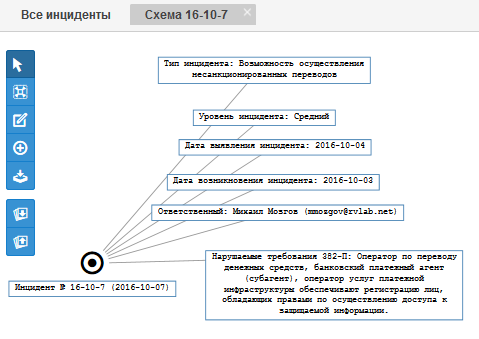 Все инциденты
Схема 16-10-7
Тип инцидента: Возможность осуществления
несанкционированных переводов
Уровень инцидента: Средний
Дата выявления инцидента: 2016-10-04
Дата возникновения инцидента: 2016-10-03
Ответственный: Михаил Мовгов (mmosgov@rvlab.net)
Инцидент № 16-10-7 (2016-10-07)
Нарушаемые требования 382-П: Оператор по переводу
денежных средств, банковский платежный агент
(субагент), оператор услуг платежной
инфраструктуры обеспечивают регистрацию лиц,
обладающих правами по осуществлению доступа к
защищаемой информации.